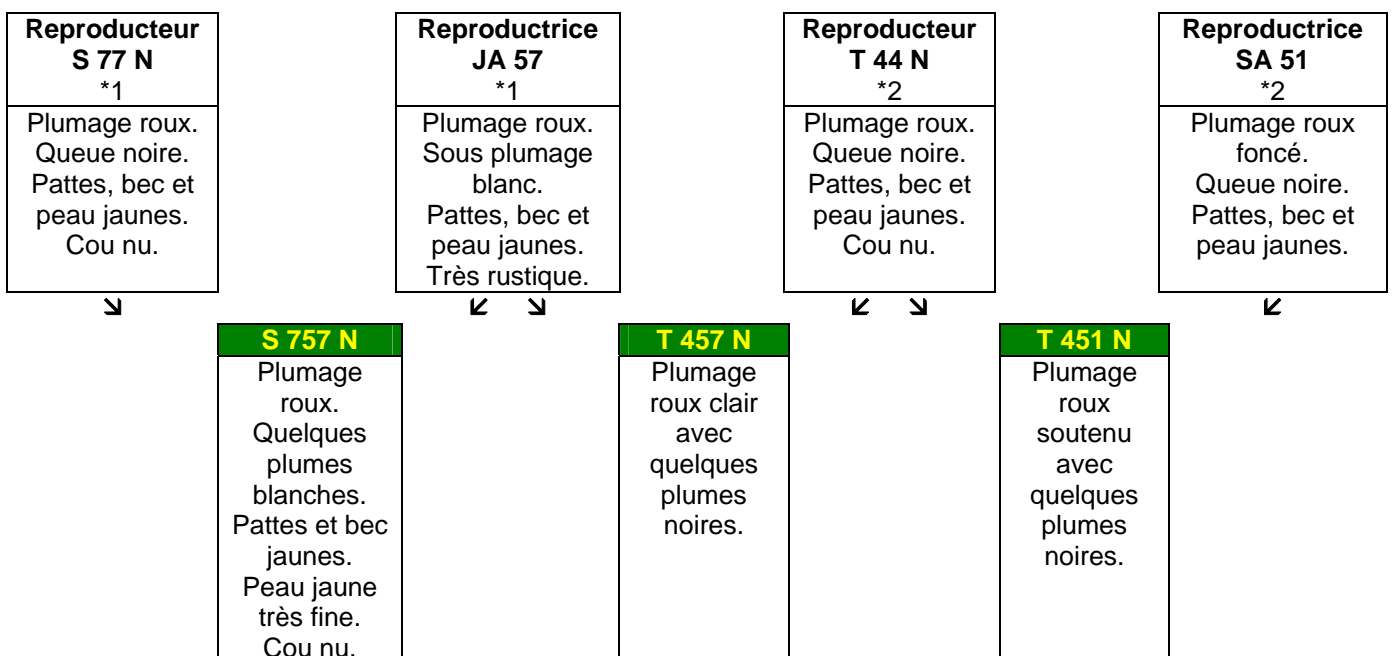 Reproducteur
S 77 N
*1
Plumage roux.
Queue noire.
Pattes, bec et
peau jaunes.
Cou nu.
Reproductrice
JA 57
*1
Plumage roux.
Sous plumage
blanc.
Pattes, bec et
peau jaunes.
Très rustique.
Reproducteur
T 44 N
*2
Plumage roux.
Queue noire.
Pattes, bec et
peau jaunes.
Cou nu.
Reproductrice
SA 51
*2
Plumage roux
foncé.
Queue noire.
Pattes, bec et
peau jaunes.
S 757 N
Plumage
roux.
Quelques
plumes
blanches.
Pattes et bec
jaunes.
Peau jaune
très fine.
Cou nu.
T 457 N
Plumage
roux clair
avec
quelques
plumes
noires.
T 451 N
Plumage
roux
soutenu
avec
quelques
plumes
noires.